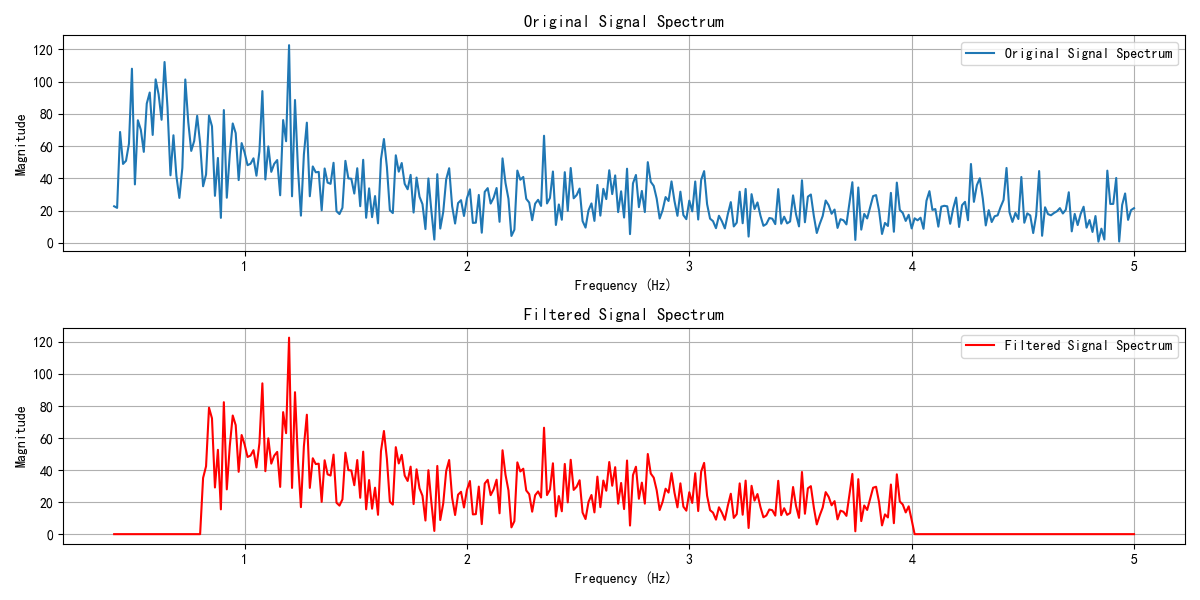 Original Signal Spectrum
Original Signal Spectrum
120
100
80
60
40
20
0
Magnitude
1 2 3 4 5
Frequency (Hz)
Filtered Signal Spectrum
Filtered Signal Spectrum
120
100
80
60
40
20
0
Magnitude
1 2 3 4 5
Frequency (Hz)